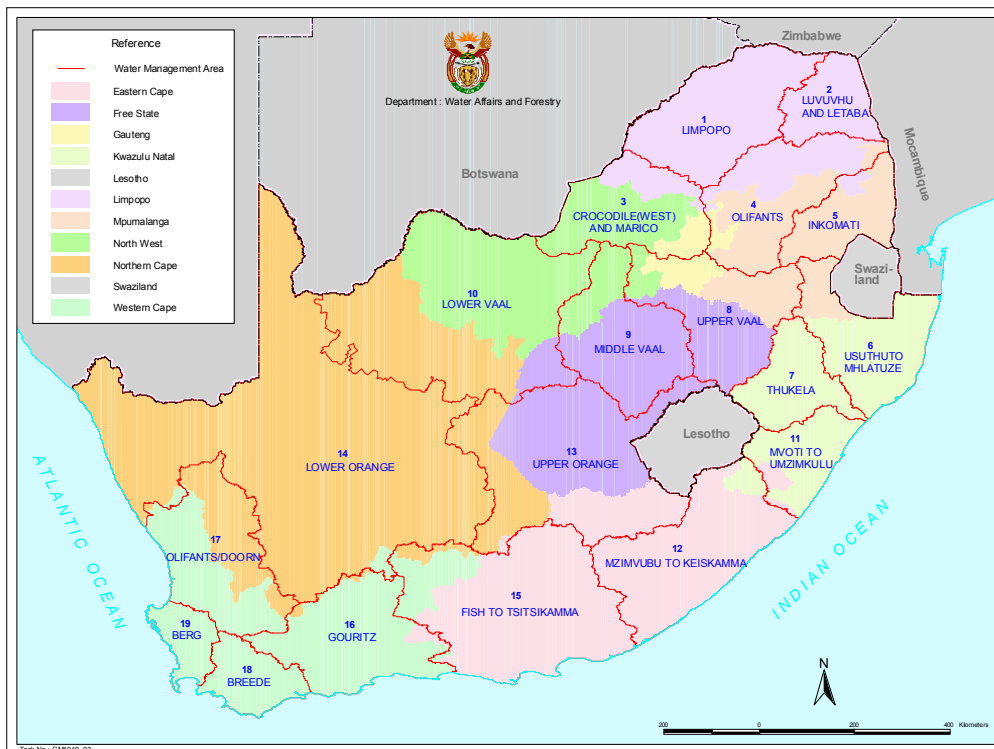 Reference
Water Management Area
Eastern Cape
Free State
Gauteng
Kwazulu Natal
Lesotho
Limpopo
Mpumalanga
North West
Northern Cape
Swaziland
Western Cape
Department : Water Affairs and Forestry
Zimbabwe
Mocambique
Botswana
1
LIMPOPO
2
LUVUVHU
AND LETABA
3
CROCODILE(WEST)
AND MARICO
4
OLIFANTS
5
INKOMATI
Swazi-
land
10
LOWER VAAL
9
MIDDLE VAAL
8
UPPER VAAL
6
USUTHUTO
MHLATUZE
7
THUKELA
Lesotho
11
MVOTI TO
UMZIMKULU
14
LOWER ORANGE
13
UPPER ORANGE
17
OLIFANTS/DOORN
12
MZIMVUBU TO KEISKAMMA
15
FISH TO TSITSIKAMMA
16
GOURITZ
19
BERG
18
BREEDE
ATLANTIC OCEAN
INDIAN OCEAN
N
200 0 200 400 Kilometers